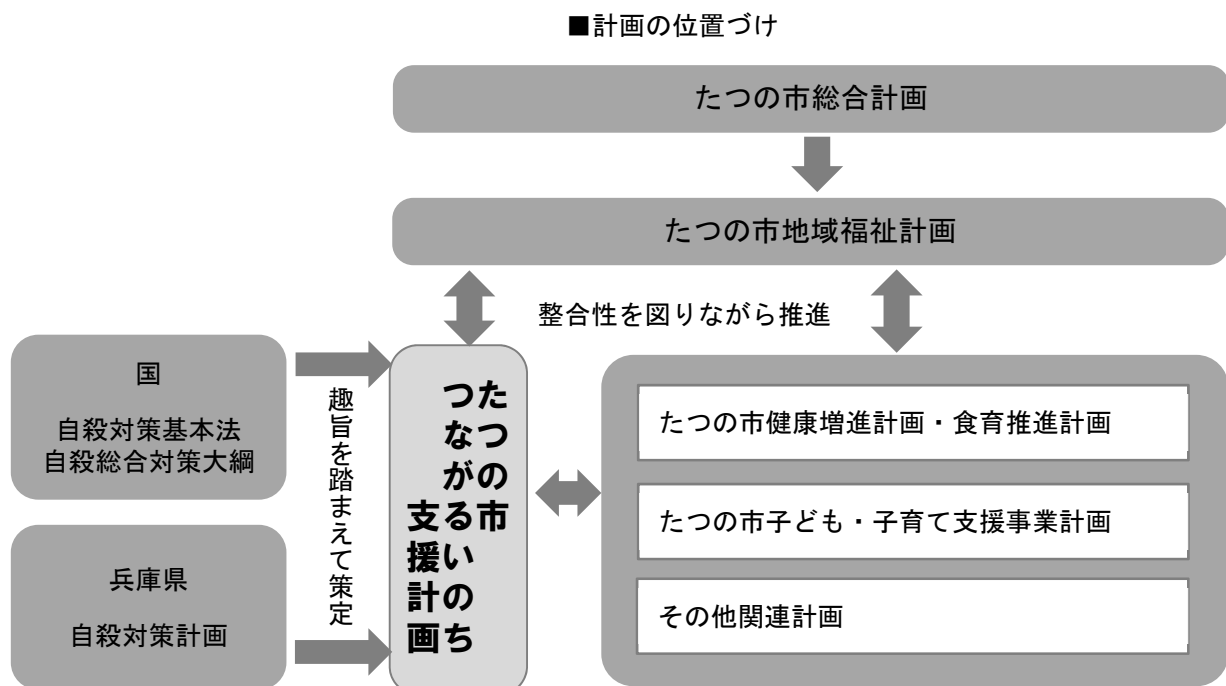 ■計画の位置づけ
たつの市総合計画
たつの市地域福祉計画
整合性を図りながら推進
国
自殺対策基本法
自殺総合対策大綱
兵庫県
自殺対策計画
趣旨を踏まえて策定
たつの市
つながるいのち
支援計画
たつの市健康増進計画・食育推進計画
たつの市子ども・子育て支援事業計画
その他関連計画